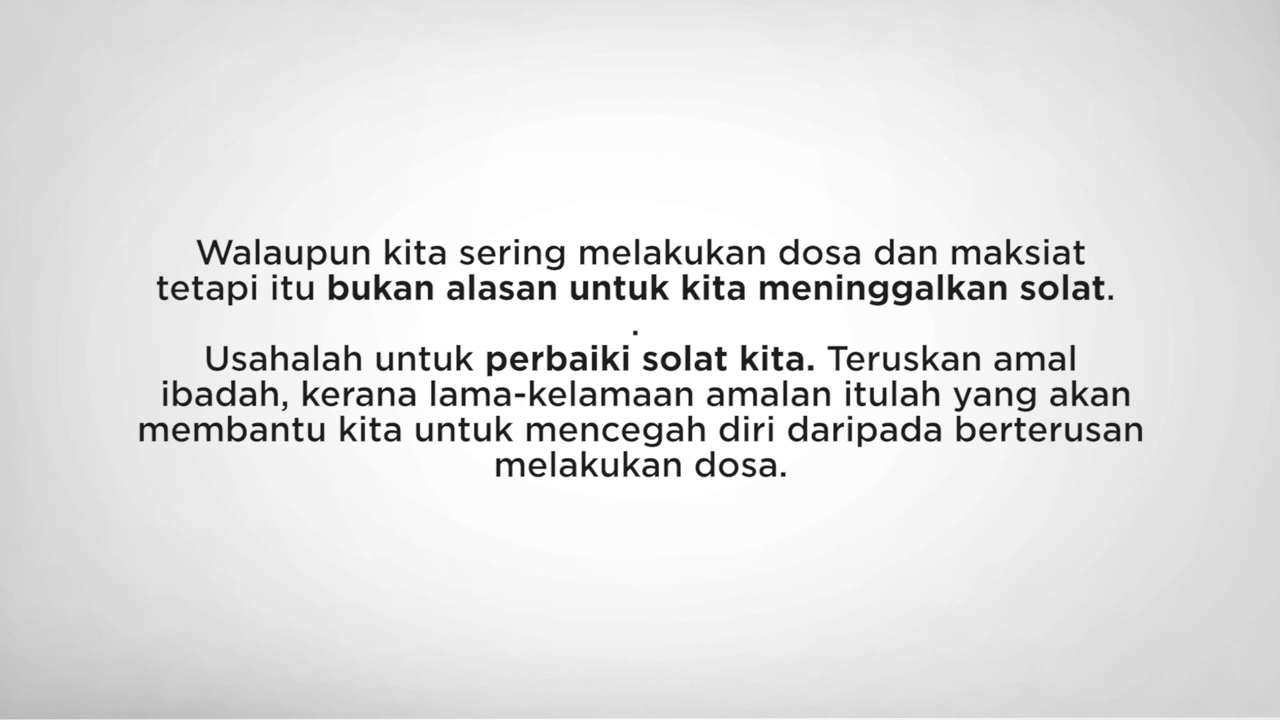 Walaupun kita sering melakukan dosa dan maksiat
tetapi itu bukan alasan untuk kita meninggalkan solat.
.
Usahalah untuk perbaiki solat kita. Teruskan amal
ibadah, kerana lama-kelamaan amalan itulah yang akan
membantu kita untuk mencegah diri daripada berterusan
melakukan dosa.